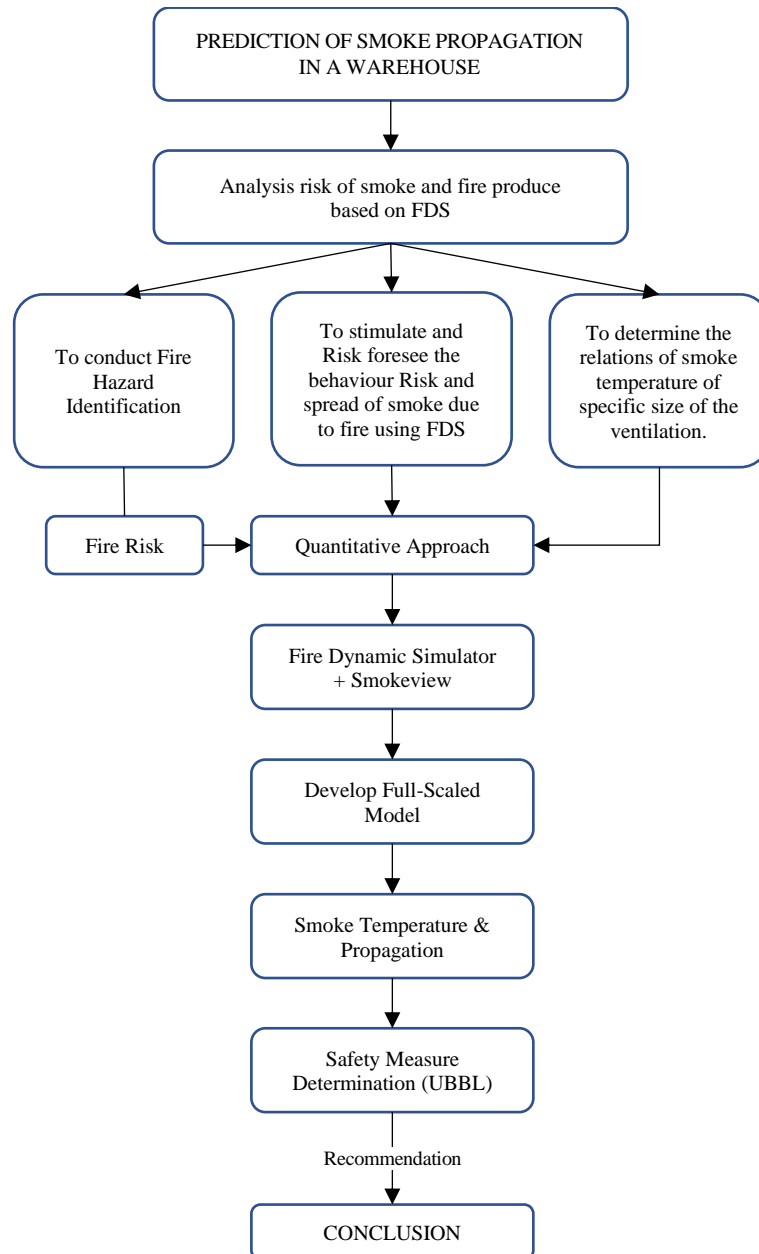 PREDICTION OF SMOKE PROPAGATION
IN A WAREHOUSE
Analysis risk of smoke and fire produce
based on FDS
To conduct Fire
Hazard
Identification
To stimulate and
Risk foresee the
behaviour Risk and
spread of smoke due
to fire using FDS
To determine the
relations of smoke
temperature of
specific size of the
ventilation.
Fire Risk
Quantitative Approach
Fire Dynamic Simulator
+ Smokeview
Develop Full-Scaled
Model
Smoke Temperature &
Propagation
Safety Measure
Determination (UBBL)
Recommendation
CONCLUSION